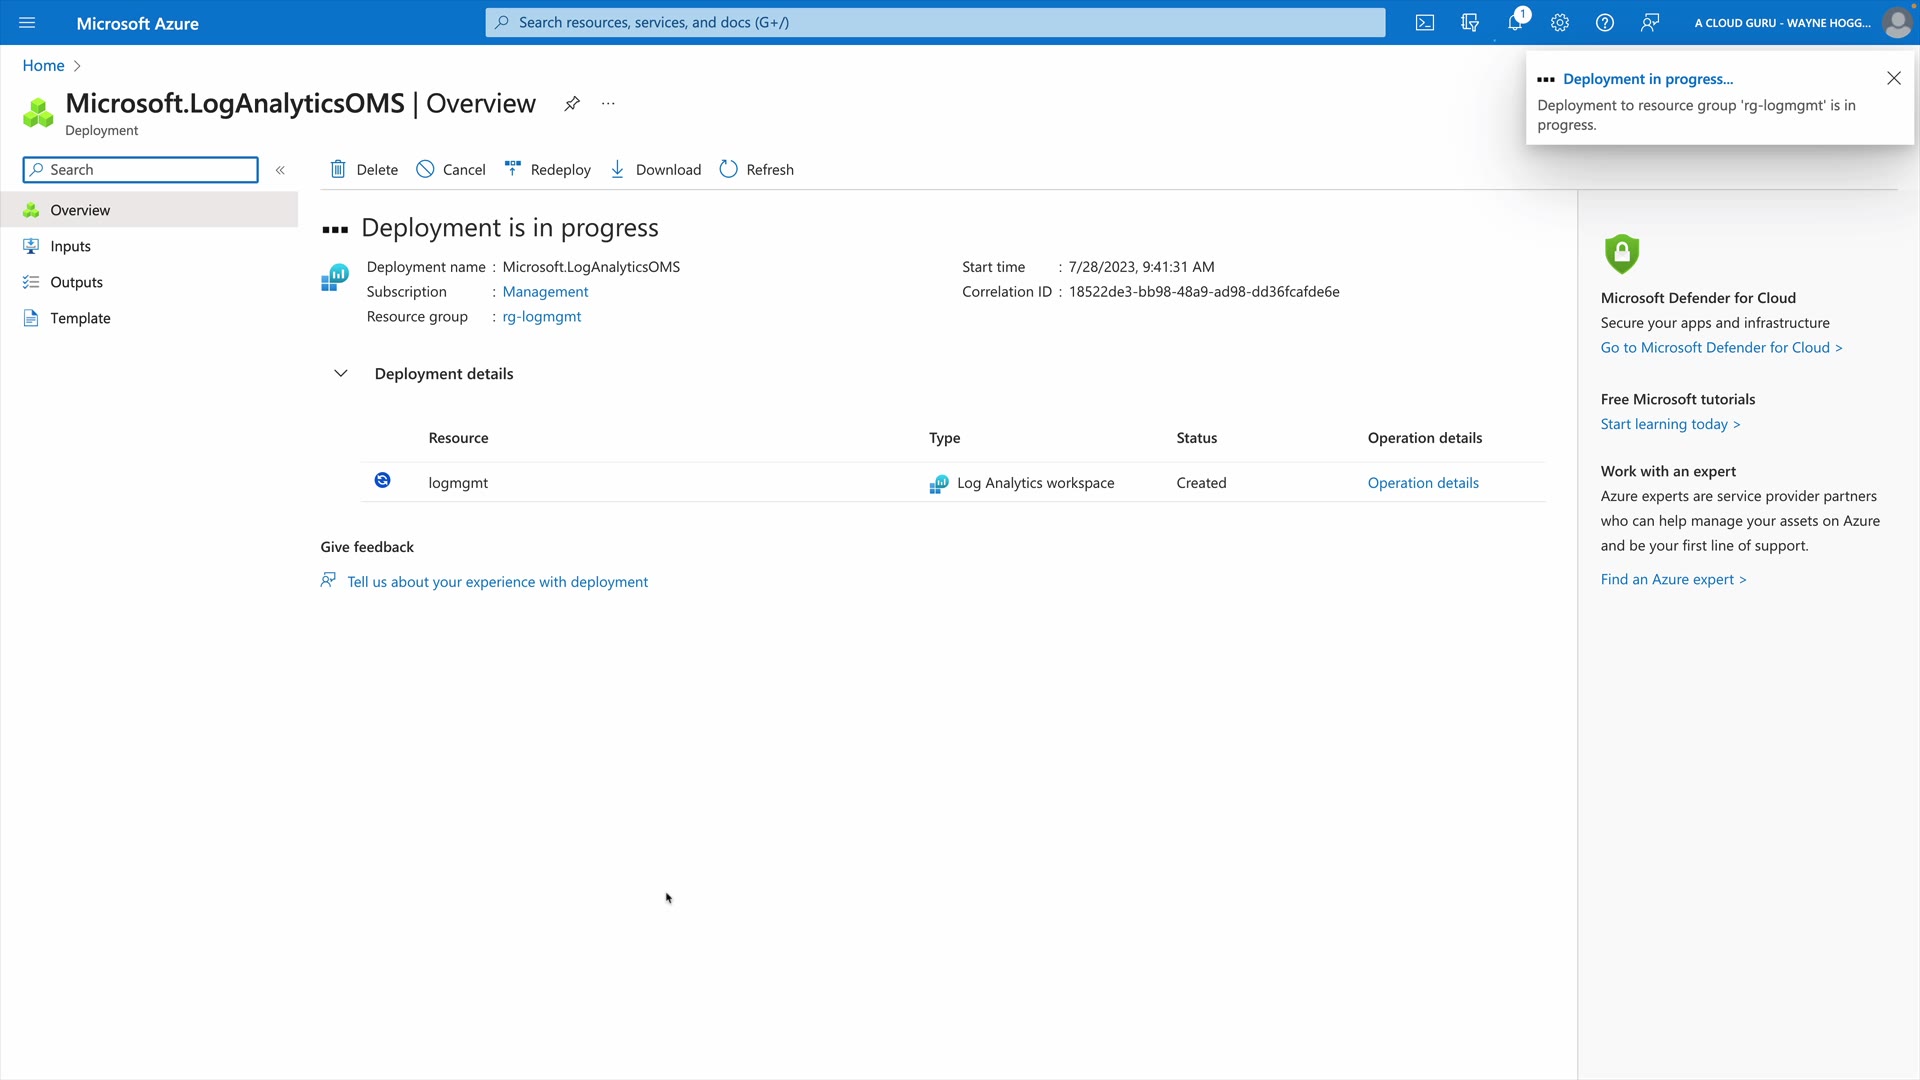 Microsoft Azure
Search resources, services, and docs (G+/)
1
A CLOUD GURU - WAYNE HOGG...
Home
Microsoft.LogAnalyticsOMS | Overview
Deployment
Deployment in progress...
Deployment to resource group 'rg-logmgmt' is in
progress.
Search
Overview
Inputs
Outputs
Template
Delete
Cancel
Redeploy
Download
Refresh
Deployment is in progress
Deployment name : Microsoft.LogAnalyticsOMS
Subscription : Management
Resource group : rg-logmgmt
Start time : 7/28/2023, 9:41:31 AM
Correlation ID : 18522de3-bb98-48a9-ad98-dd36fcafde6e
Deployment details
Resource Type Status Operation details
logmgmt Log Analytics workspace Created Operation details
Give feedback
Tell us about your experience with deployment
Microsoft Defender for Cloud
Secure your apps and infrastructure
Go to Microsoft Defender for Cloud >
Free Microsoft tutorials
Start learning today >
Work with an expert
Azure experts are service provider partners
who can help manage your assets on Azure
and be your first line of support.
Find an Azure expert >